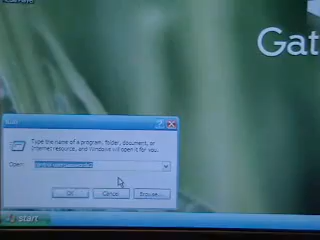 Gat
Run
Type the name of a program, folder, document, or
Internet resource, and Windows will open it for you.
Open:
OK
Cancel
Browse...
start